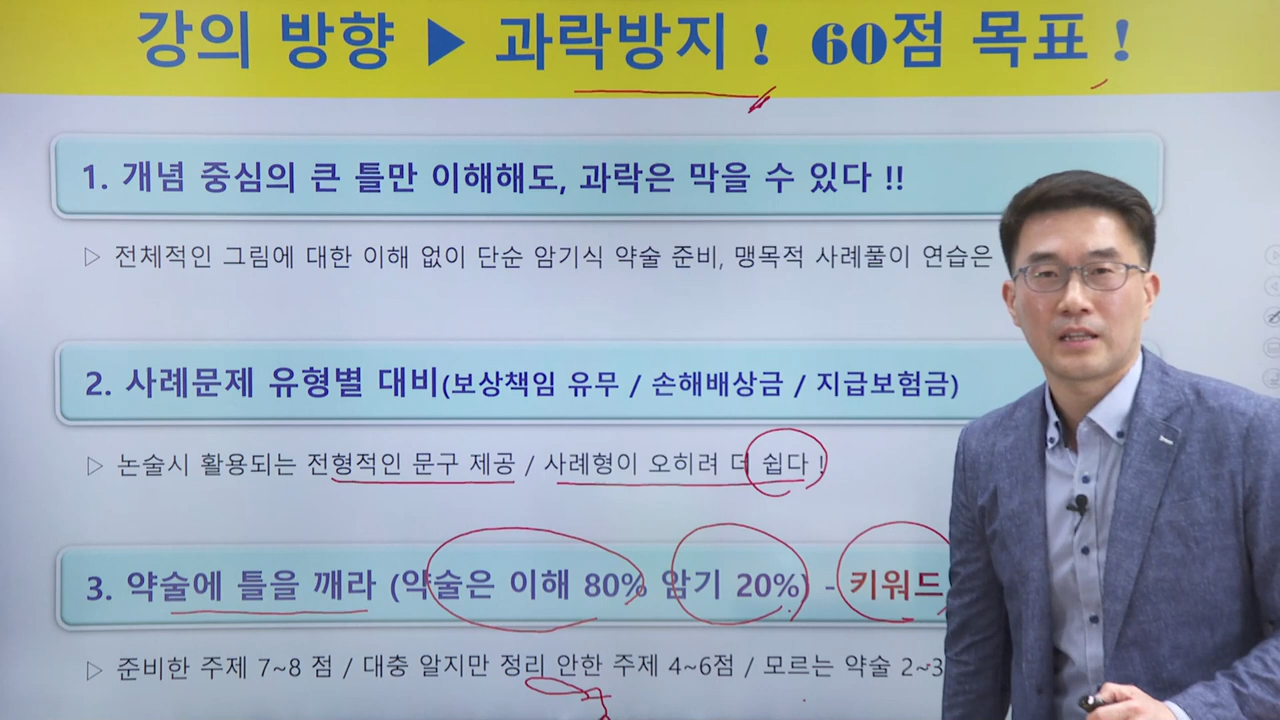 강의 방향 ▶ 과락방지 ! 60점 목표 !
1. 개념 중심의 큰 틀만 이해해도, 과락은 막을 수 있다 !!
▷ 전체적인 그림에 대한 이해 없이 단순 암기식 약술 준비, 맹목적 사례풀이 연습은
2. 사례문제 유형별 대비(보상책임 유무 / 손해배상금 / 지급보험금)
▷ 논술시 활용되는 전형적인 문구 제공 / 사례형이 오히려 더 쉽다 !
3. 약술에 틀을 깨라 (약술은 이해 80% 암기 20%) - 키워드
▷ 준비한 주제 7~8 점 / 대충 알지만 정리 안한 주제 4~6점 / 모르는 약술 2~3